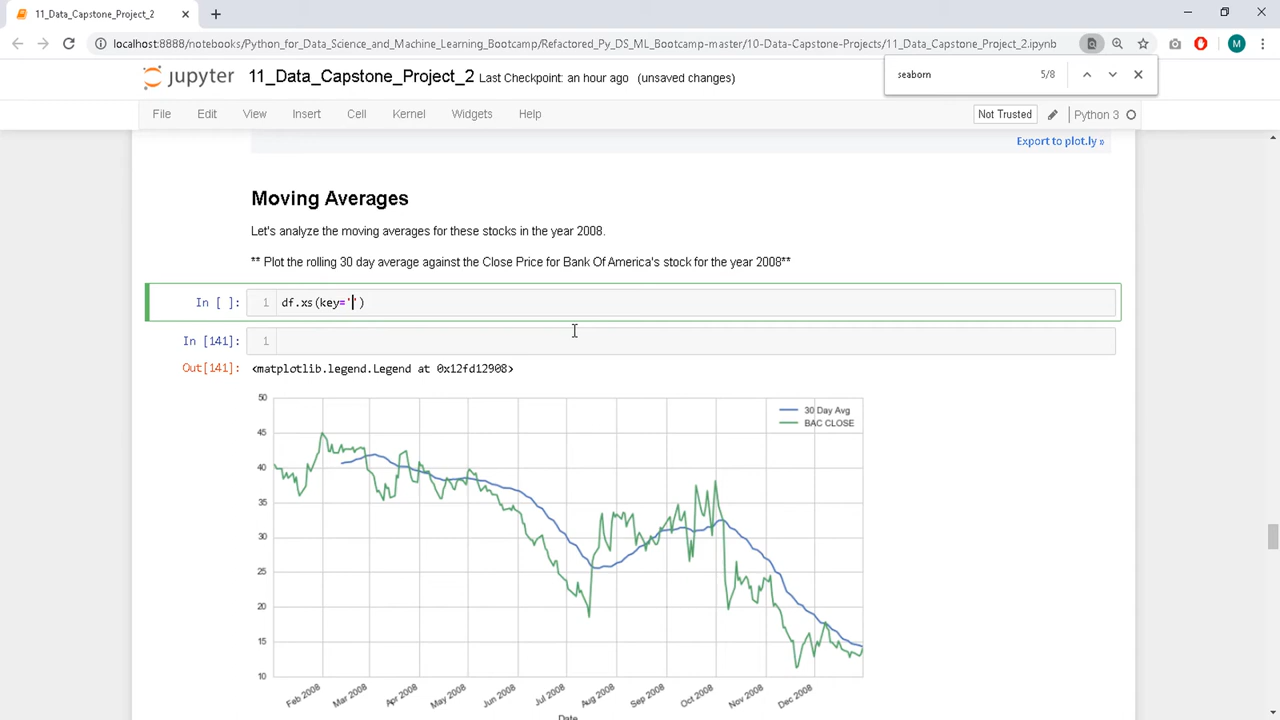 11_Data_Capstone_Project_2
localhost:8888/notebooks/Python_for_Data_Science_and_Machine_Learning_Bootcamp/Refactored_Py_DS_ML_Bootcamp-master/10-Data-Capstone-Projects/11_Data_Capstone_Project_2.ipynb
M
seaborn 5/8
jupyter 11_Data_Capstone_Project_2 Last Checkpoint: an hour ago (unsaved changes)
File Edit View Insert Cell Kernel Widgets Help Not Trusted Python 3
Export to plot.ly »
Moving Averages
Let's analyze the moving averages for these stocks in the year 2008.
** Plot the rolling 30 day average against the Close Price for Bank Of America's stock for the year 2008**
In [ ]: 1 df.xs(key='')
In [141]: 1
Out[141]: <matplotlib.legend.Legend at 0x12fd12908>
50
30 Day Avg
BAC CLOSE
45
40
35
30
25
20
15
10
Feb 2008 Mar 2008 Apr 2008 May 2008 Jun 2008 Jul 2008 Aug 2008 Sep 2008 Oct 2008 Nov 2008 Dec 2008
Date